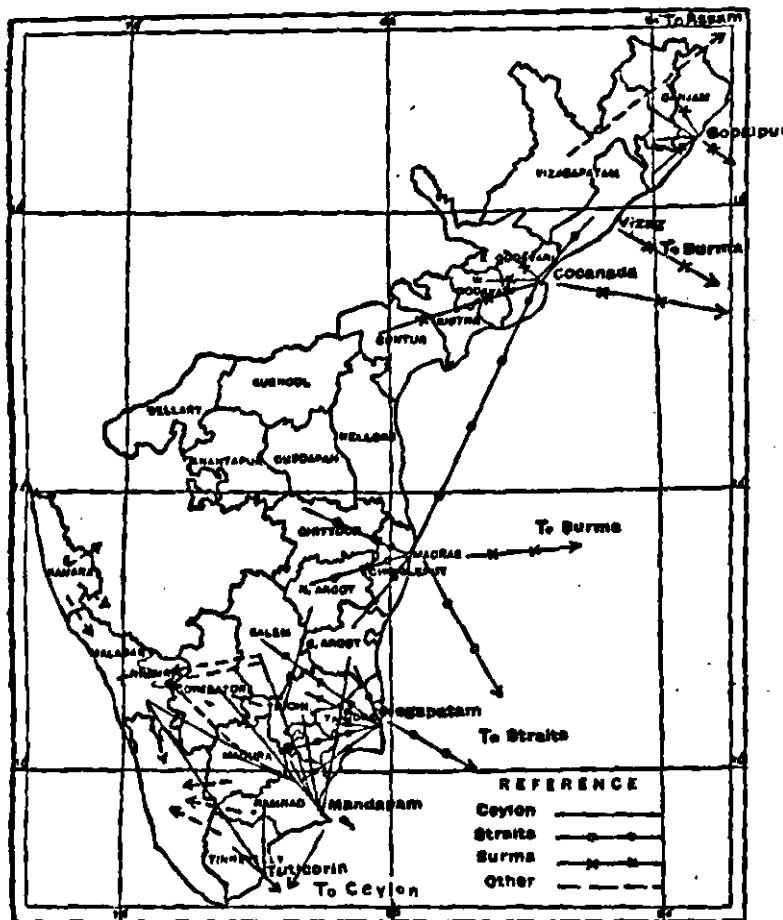 To Assam
GANJAM
Gopalpur
VIZAGAPATAM
Vizag
To Burma
E. GODAVARI
Cocanada
KISTNA
GUNTUR
KURNOOL
BELLARY
NELLORE
ANANTAPUR
CUDDAPAH
CHITTOOR
To Burma
MADRAS
CHINGLEPUT
S. KANARA
N. ARCOT
SALEM
S. ARCOT
MALABAR
COIMBATORE
TRICHI
TANJORE
Negapatam
To Straits
MADURA
REFERENCE
RAMNAD
Mandapam
Ceylon
Straits
TINNEVELLY
Tuticorin
Burma
To Ceylon
Other